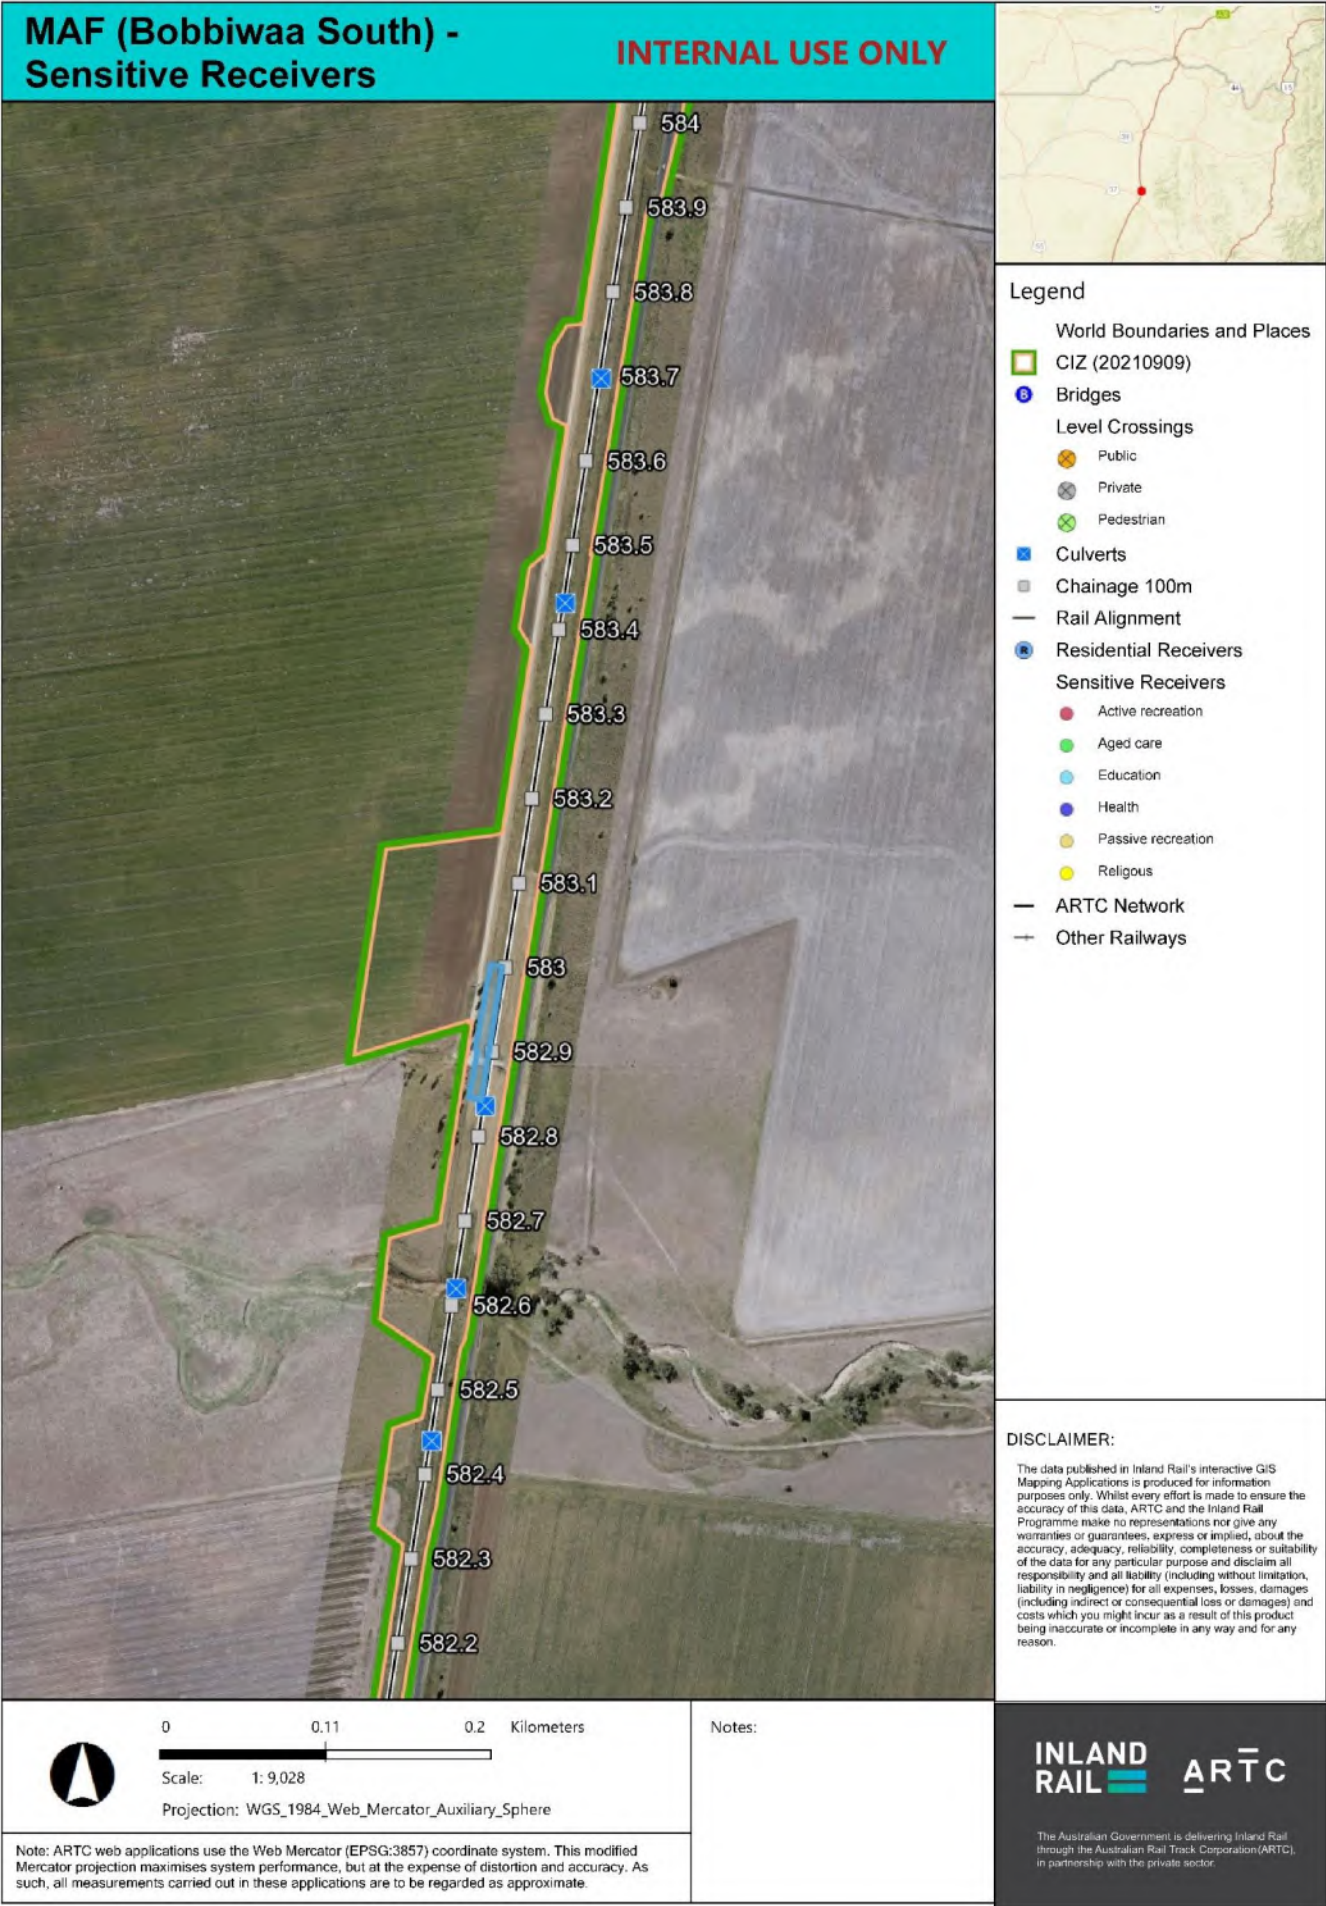 MAF (Bobbiwaa South) -
Sensitive Receivers
INTERNAL USE ONLY
584
583.9
583.8
583.7
583.6
583.5
583.4
583.3
583.2
583.1
583
582.9
582.8
582.7
582.6
582.5
582.4
582.3
582.2
Legend
World Boundaries and Places
CIZ (20210909)
B Bridges
Level Crossings
Public
Private
Pedestrian
Culverts
Chainage 100m
Rail Alignment
R Residential Receivers
Sensitive Receivers
Active recreation
Aged care
Education
Health
Passive recreation
Religous
ARTC Network
Other Railways
DISCLAIMER:
The data published in Inland Rail's interactive GIS
Mapping Applications is produced for information
purposes only. Whilst every effort is made to ensure the
accuracy of this data, ARTC and the Inland Rail
Programme make no representations nor give any
warranties or guarantees, express or implied, about the
accuracy, adequacy, reliability, completeness or suitability
of the data for any particular purpose and disclaim all
responsibility and all liability (including without limitation,
liability in negligence) for all expenses, losses, damages
(including indirect or consequential loss or damages) and
costs which you might incur as a result of this product
being inaccurate or incomplete in any way and for any
reason.
0 0.11 0.2 Kilometers
Scale: 1: 9,028
Projection: WGS_1984_Web_Mercator_Auxiliary_Sphere
Note: ARTC web applications use the Web Mercator (EPSG:3857) coordinate system. This modified
Mercator projection maximises system performance, but at the expense of distortion and accuracy. As
such, all measurements carried out in these applications are to be regarded as approximate.
Notes:
INLAND
RAIL
ARTC
The Australian Government is delivering Inland Rail
through the Australian Rail Track Corporation (ARTC),
in partnership with the private sector.